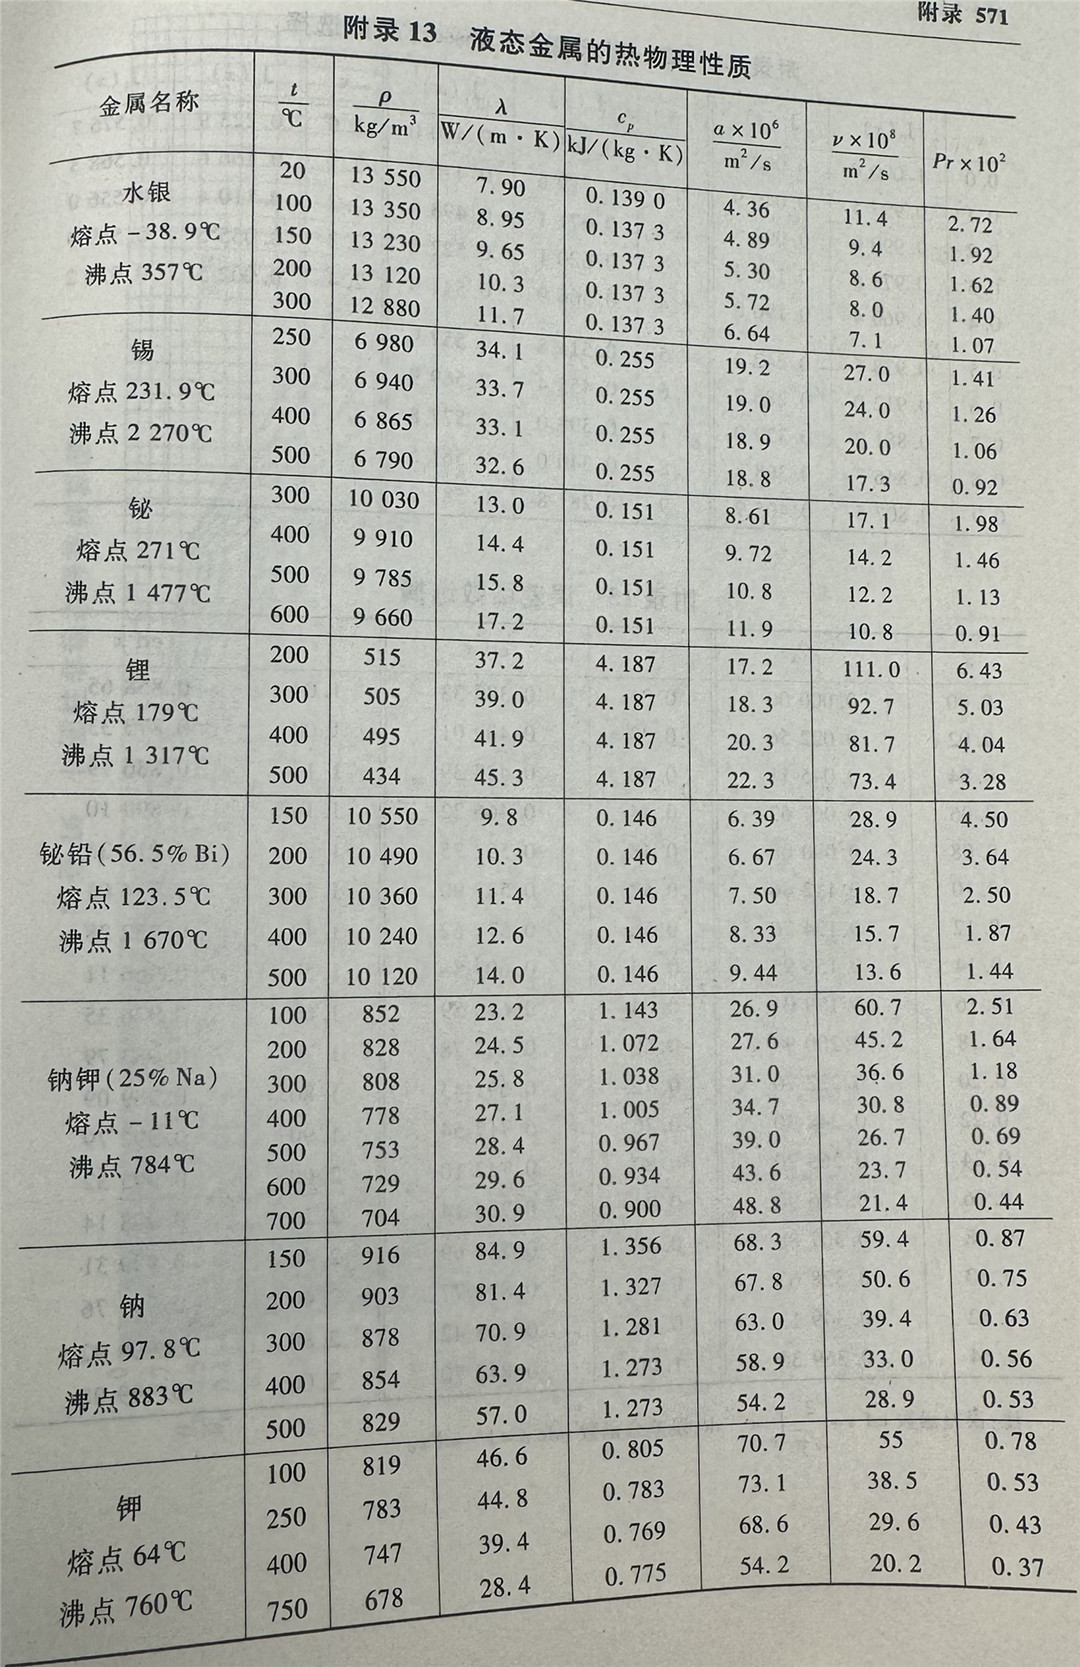 附录 571
附录 13 液态金属的热物理性质
金属名称 t/℃ ρ/kg/m³ λ/W/(m·K) c_p/kJ/(kg·K) a×10⁶/m²/s ν×10⁸/m²/s Pr×10²
水银
熔点 -38.9℃
沸点 357℃
20 13 550 7.90 0.139 0 4.36 11.4 2.72
100 13 350 8.95 0.137 3 4.89 9.4 1.92
150 13 230 9.65 0.137 3 5.30 8.6 1.62
200 13 120 10.3 0.137 3 5.72 8.0 1.40
300 12 880 11.7 0.137 3 6.64 7.1 1.07
锡
熔点 231.9℃
沸点 2 270℃
250 6 980 34.1 0.255 19.2 27.0 1.41
300 6 940 33.7 0.255 19.0 24.0 1.26
400 6 865 33.1 0.255 18.9 20.0 1.06
500 6 790 32.6 0.255 18.8 17.3 0.92
铋
熔点 271℃
沸点 1 477℃
300 10 030 13.0 0.151 8.61 17.1 1.98
400 9 910 14.4 0.151 9.72 14.2 1.46
500 9 785 15.8 0.151 10.8 12.2 1.13
600 9 660 17.2 0.151 11.9 10.8 0.91
锂
熔点 179℃
沸点 1 317℃
200 515 37.2 4.187 17.2 111.0 6.43
300 505 39.0 4.187 18.3 92.7 5.03
400 495 41.9 4.187 20.3 81.7 4.04
500 434 45.3 4.187 22.3 73.4 3.28
铋铅(56.5% Bi)
熔点 123.5℃
沸点 1 670℃
150 10 550 9.8 0.146 6.39 28.9 4.50
200 10 490 10.3 0.146 6.67 24.3 3.64
300 10 360 11.4 0.146 7.50 18.7 2.50
400 10 240 12.6 0.146 8.33 15.7 1.87
500 10 120 14.0 0.146 9.44 13.6 1.44
钠钾(25% Na)
熔点 -11℃
沸点 784℃
100 852 23.2 1.143 26.9 60.7 2.51
200 828 24.5 1.072 27.6 45.2 1.64
300 808 25.8 1.038 31.0 36.6 1.18
400 778 27.1 1.005 34.7 30.8 0.89
500 753 28.4 0.967 39.0 26.7 0.69
600 729 29.6 0.934 43.6 23.7 0.54
700 704 30.9 0.900 48.8 21.4 0.44
钠
熔点 97.8℃
沸点 883℃
150 916 84.9 1.356 68.3 59.4 0.87
200 903 81.4 1.327 67.8 50.6 0.75
300 878 70.9 1.281 63.0 39.4 0.63
400 854 63.9 1.273 58.9 33.0 0.56
500 829 57.0 1.273 54.2 28.9 0.53
钾
熔点 64℃
沸点 760℃
100 819 46.6 0.805 70.7 55 0.78
250 783 44.8 0.783 73.1 38.5 0.53
400 747 39.4 0.769 68.6 29.6 0.43
750 678 28.4 0.775 54.2 20.2 0.37